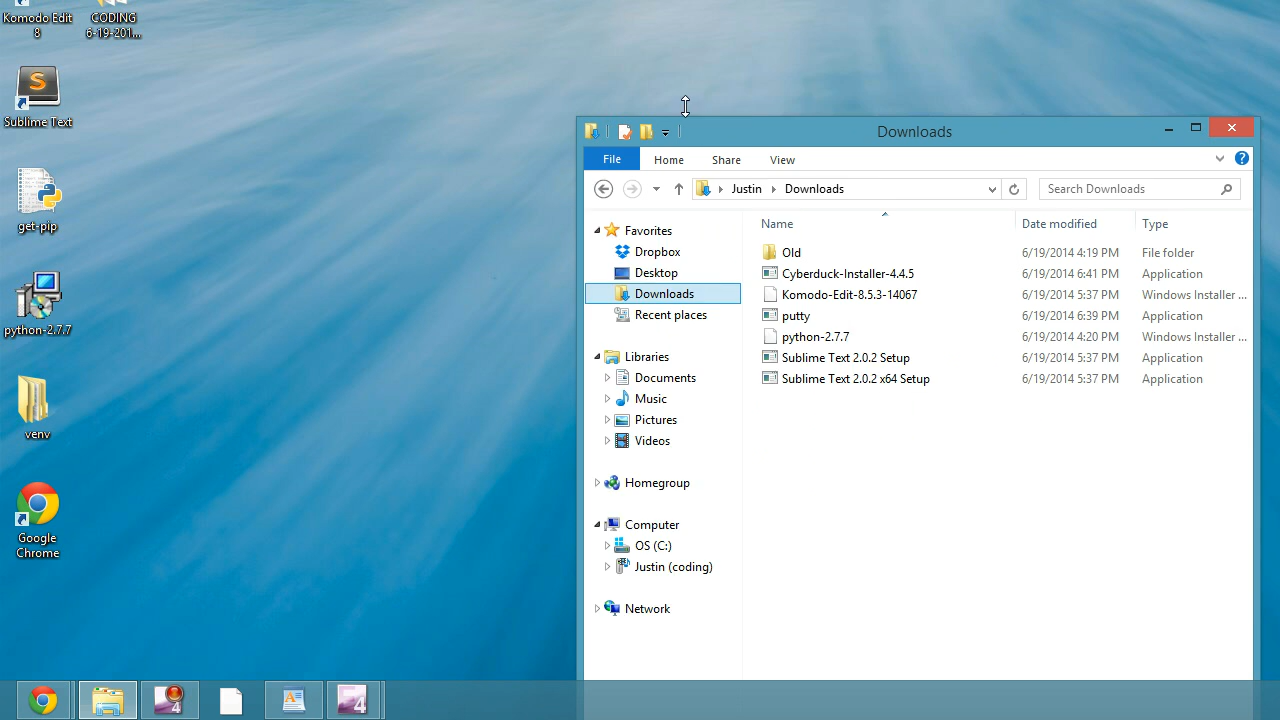 Komodo Edit
8
CODING
6-19-201...
Sublime Text
get-pip
python-2.7.7
venv
Google
Chrome
Downloads
File Home Share View
Justin Downloads
Search Downloads
Name Date modified Type
Favorites
Dropbox
Desktop
Downloads
Recent places
Libraries
Documents
Music
Pictures
Videos
Homegroup
Computer
OS (C:)
Justin (coding)
Network
Old 6/19/2014 4:19 PM File folder
Cyberduck-Installer-4.4.5 6/19/2014 6:41 PM Application
Komodo-Edit-8.5.3-14067 6/19/2014 5:37 PM Windows Installer ...
putty 6/19/2014 6:39 PM Application
python-2.7.7 6/19/2014 4:20 PM Windows Installer ...
Sublime Text 2.0.2 Setup 6/19/2014 5:37 PM Application
Sublime Text 2.0.2 x64 Setup 6/19/2014 5:37 PM Application
4
4